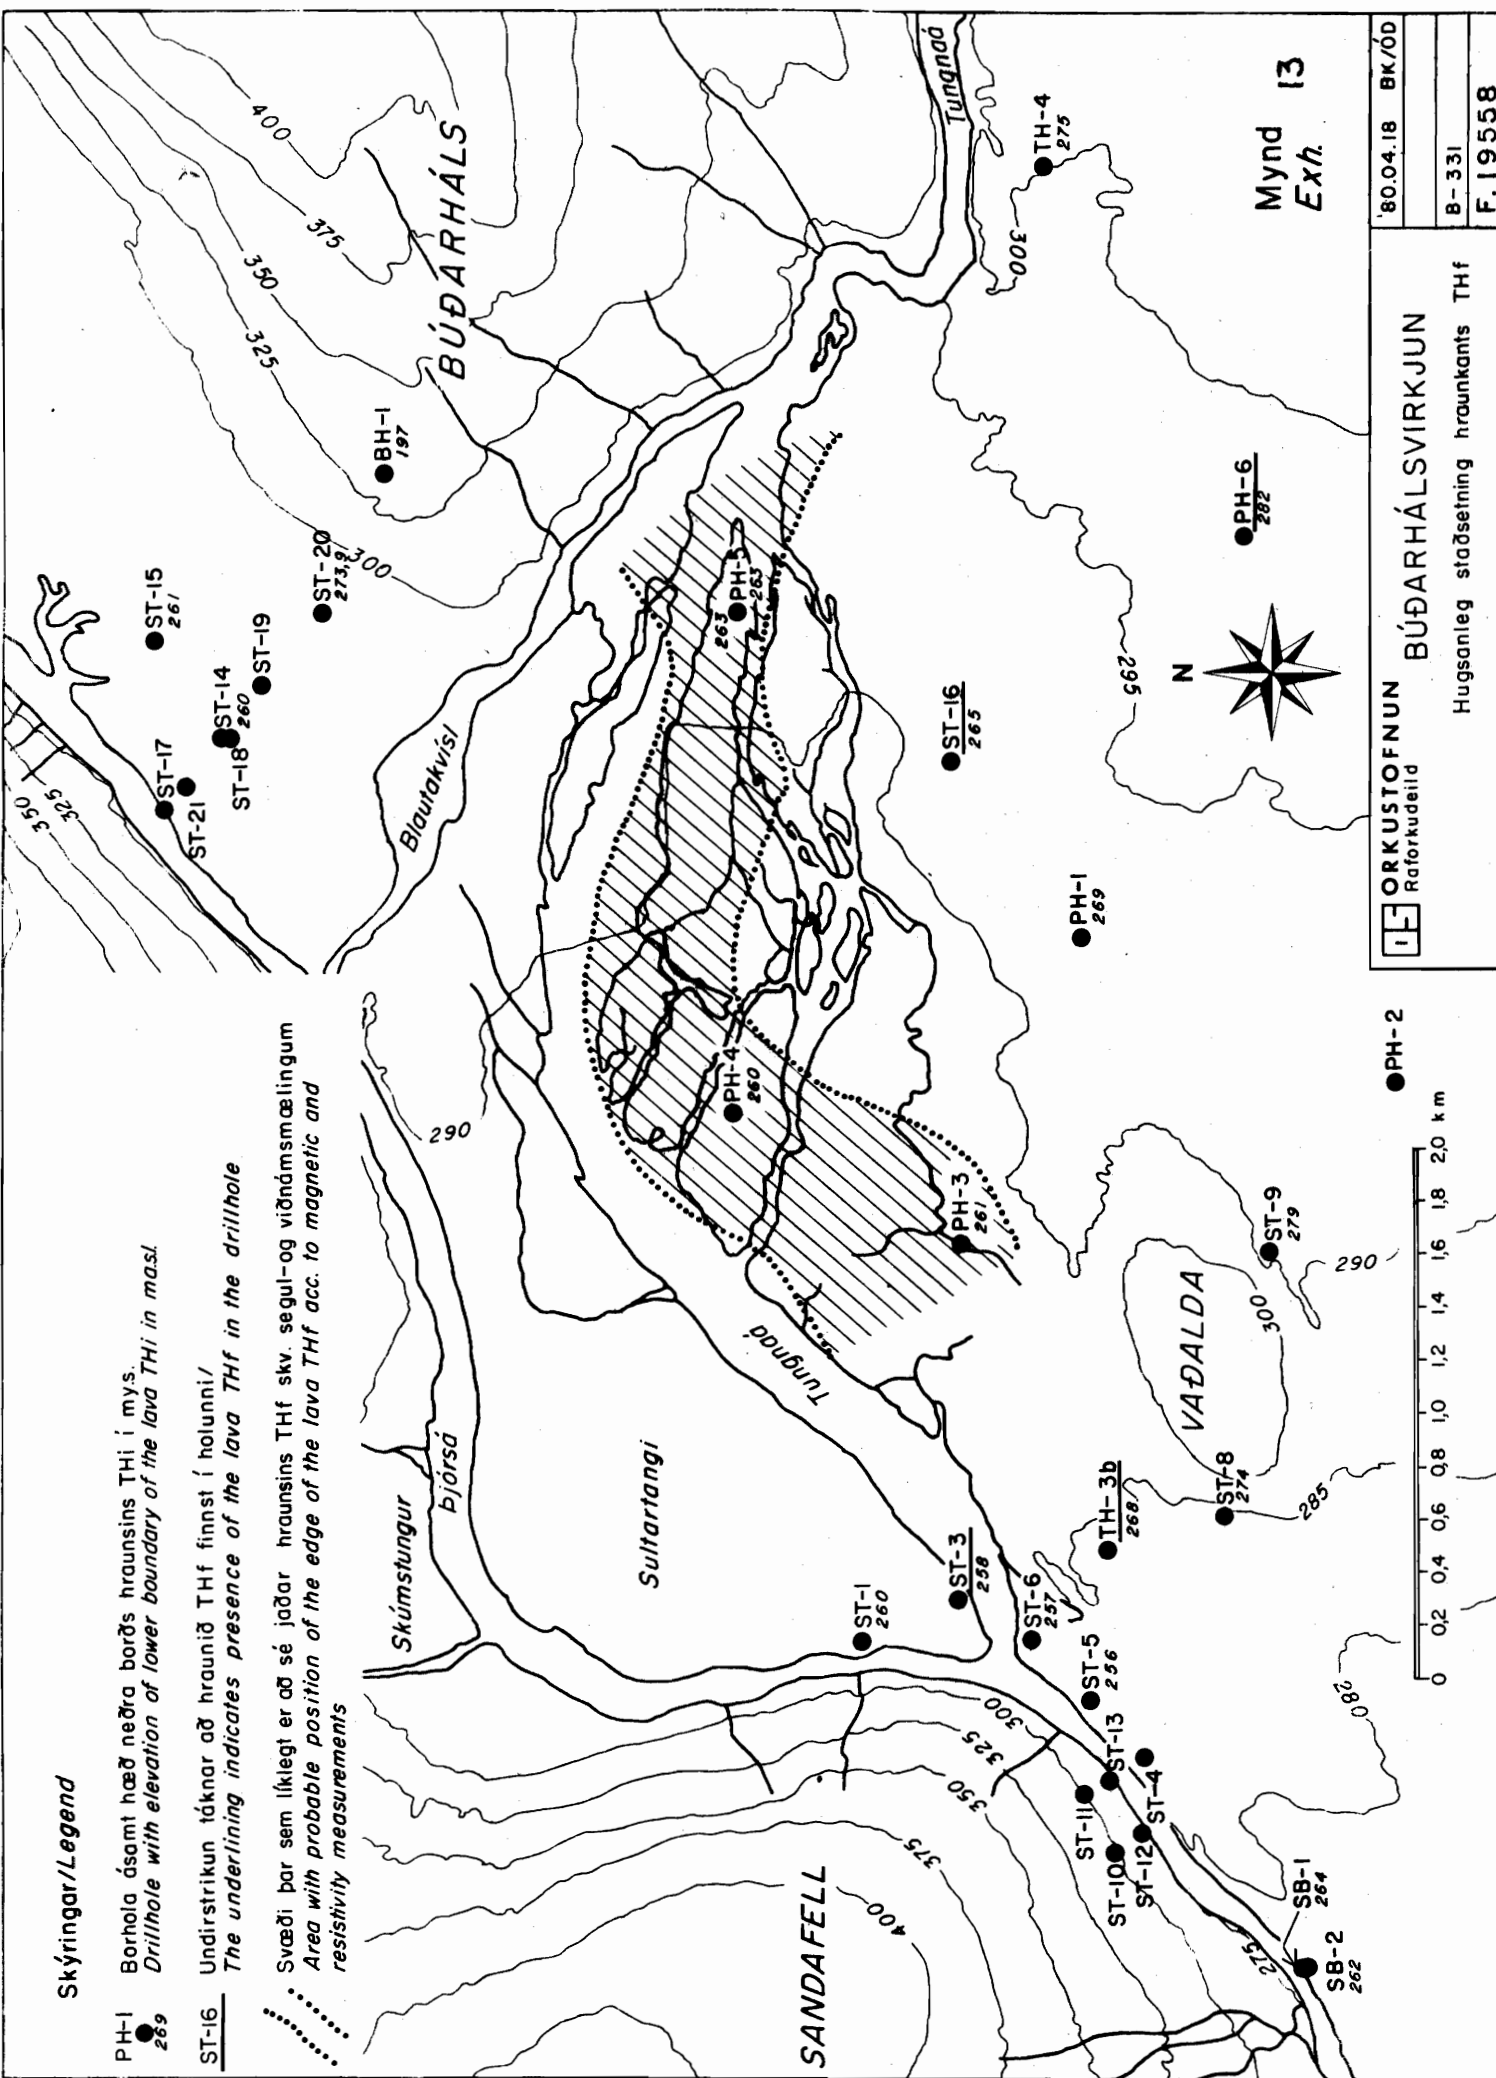 Skýringar/Legend
PH-1
269
Borhola ásamt hæð neðra borðs hraunsins THi í m.y.s.
Drillhole with elevation of lower boundary of the lava THi in m.a.s.l.
ST-16
Undirstrikun táknar að hraunið THf finnst í holunni/
The underlining indicates presence of the lava THf in the drillhole
Svæði þar sem líklegt er að sé jaðar hraunsins THf skv. segul-og viðnámsmælingum
Area with probable position of the edge of the lava THf acc. to magnetic and
resistivity measurements
350
325
ST-17
ST-21
ST-15
261
ST-14
260
ST-18
ST-19
ST-20
273,9
300
BH-1
197
325
350
375
400
BÚÐARHÁLS
Blautakvísl
290
Skúmstungur
Þjórsá
Sultartangi
Tungnaá
PH-4
260
263
PH-5
263
Tungnaá
TH-4
275
300
ST-16
265
PH-1
269
295
PH-6
282
N
PH-3
261
ST-1
260
ST-3
258
ST-6
257
TH-3b
268
ST-5
256
ST-13
ST-11
ST-4
ST-10
ST-12
SANDAFELL
400
375
350
325
300
275
SB-1
264
SB-2
262
280
285
ST-8
274
VAÐALDA
300
ST-9
279
290
PH-2
0 0,2 0,4 0,6 0,8 1,0 1,2 1,4 1,6 1,8 2,0 km
Mynd 13
Exh.
ORKUSTOFNUN
Raforkudeild
BÚÐARHÁLSVIRKJUN
Hugsanleg staðsetning hraunkants THf
'80.04.18 BK/ÓD
B-331
F.19558